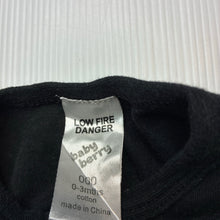 LOW FIRE
DANGER
baby
berry
000
0-3mths
cotton
made in China